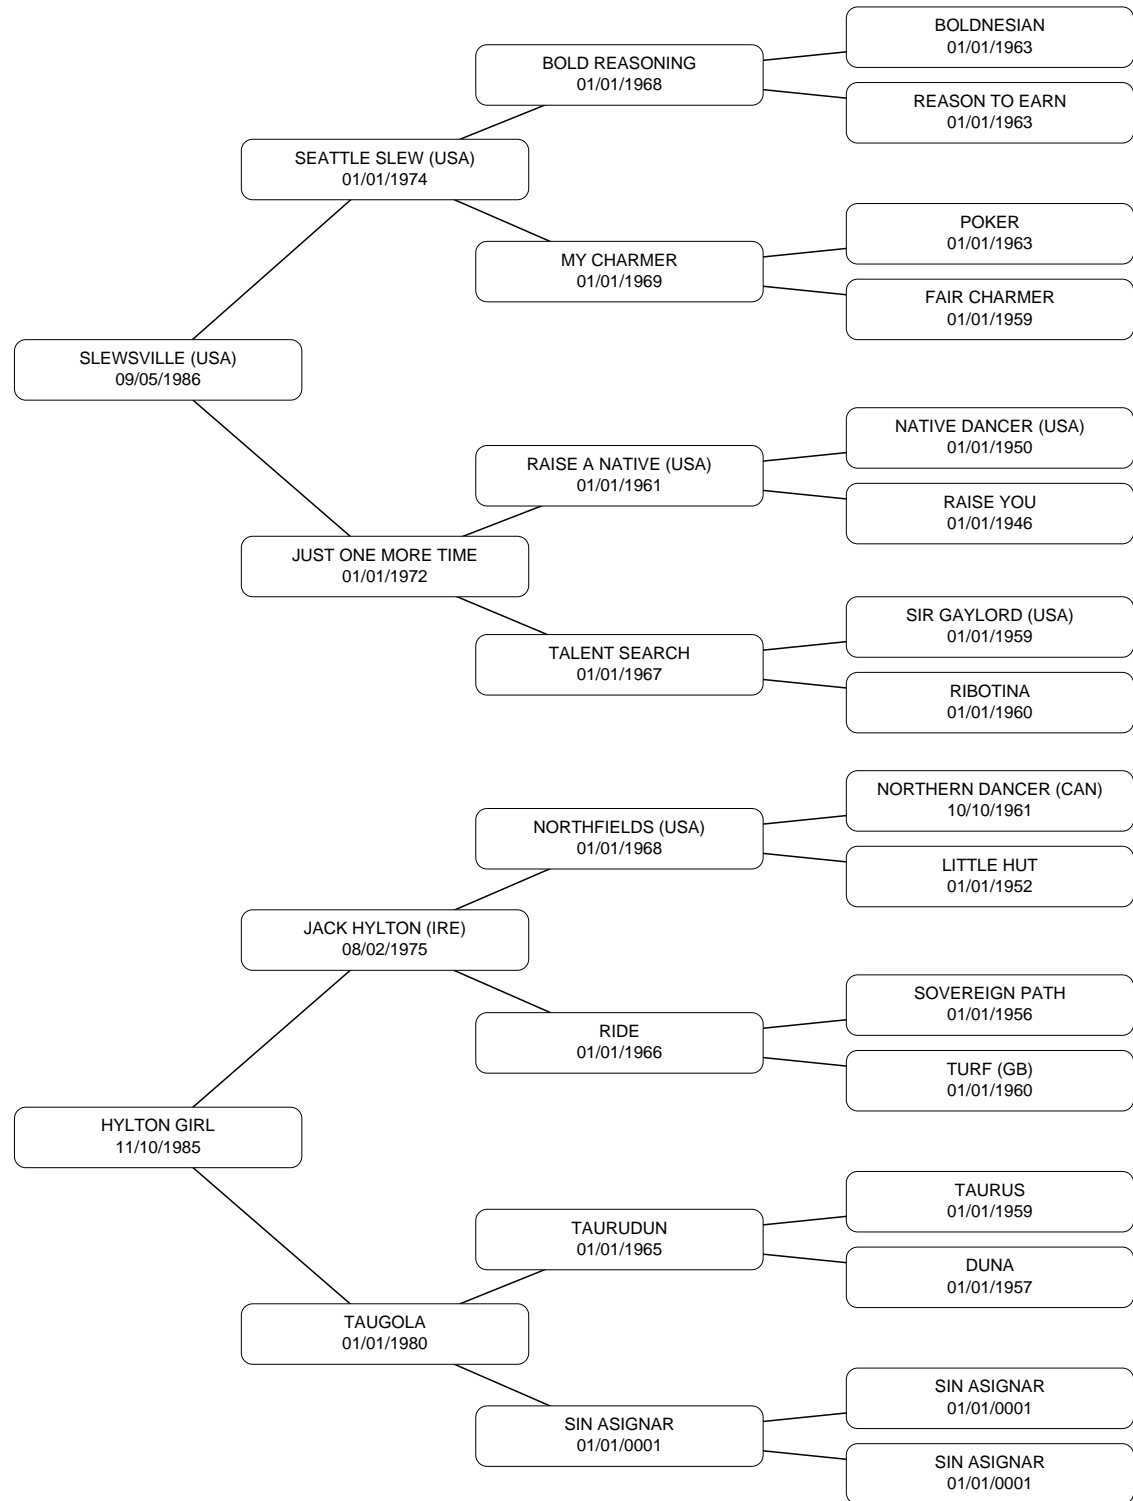 BOLDNESIAN
01/01/1963
BOLD REASONING
01/01/1968
REASON TO EARN
01/01/1963
SEATTLE SLEW (USA)
01/01/1974
POKER
01/01/1963
MY CHARMER
01/01/1969
FAIR CHARMER
01/01/1959
SLEWSVILLE (USA)
09/05/1986
NATIVE DANCER (USA)
01/01/1950
RAISE A NATIVE (USA)
01/01/1961
RAISE YOU
01/01/1946
JUST ONE MORE TIME
01/01/1972
SIR GAYLORD (USA)
01/01/1959
TALENT SEARCH
01/01/1967
RIBOTINA
01/01/1960
NORTHERN DANCER (CAN)
10/10/1961
NORTHFIELDS (USA)
01/01/1968
LITTLE HUT
01/01/1952
JACK HYLTON (IRE)
08/02/1975
SOVEREIGN PATH
01/01/1956
RIDE
01/01/1966
TURF (GB)
01/01/1960
HYLTON GIRL
11/10/1985
TAURUS
01/01/1959
TAURUDUN
01/01/1965
DUNA
01/01/1957
TAUGOLA
01/01/1980
SIN ASIGNAR
01/01/0001
SIN ASIGNAR
01/01/0001
SIN ASIGNAR
01/01/0001